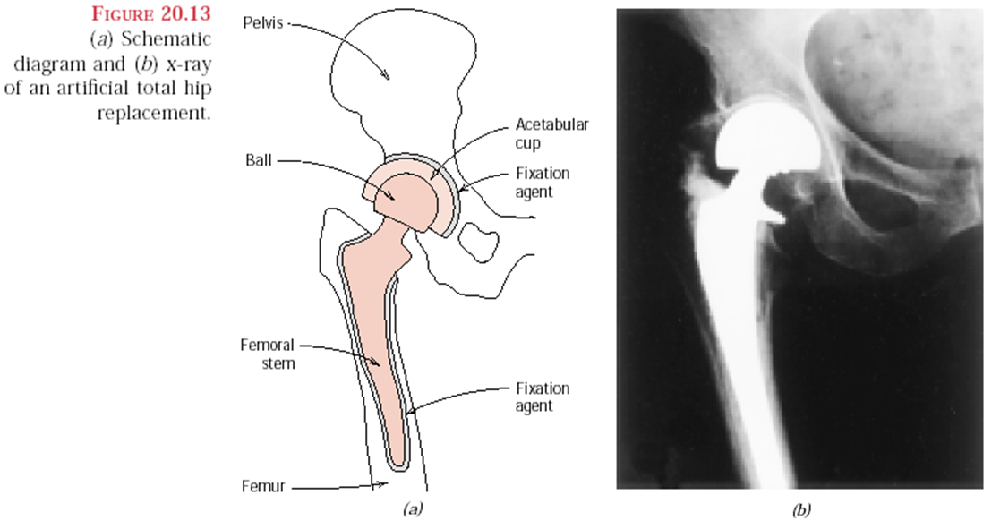 FIGURE 20.13
(a) Schematic
diagram and (b) x-ray
of an artificial total hip
replacement.
Pelvis
Acetabular
cup
Ball
Fixation
agent
Femoral
stem
Fixation
agent
Femur
(a)
(b)